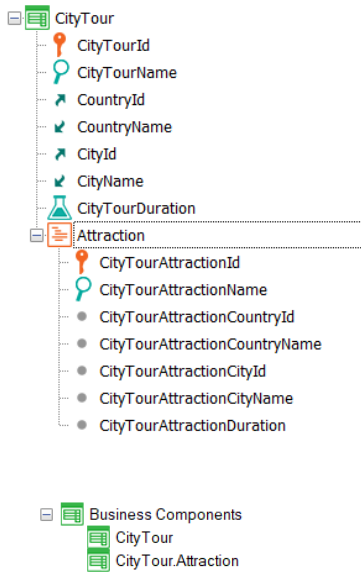 CityTour
CityTourId
CityTourName
CountryId
CountryName
CityId
CityName
CityTourDuration
Attraction
CityTourAttractionId
CityTourAttractionName
CityTourAttractionCountryId
CityTourAttractionCountryName
CityTourAttractionCityId
CityTourAttractionCityName
CityTourAttractionDuration
Business Components
CityTour
CityTour.Attraction